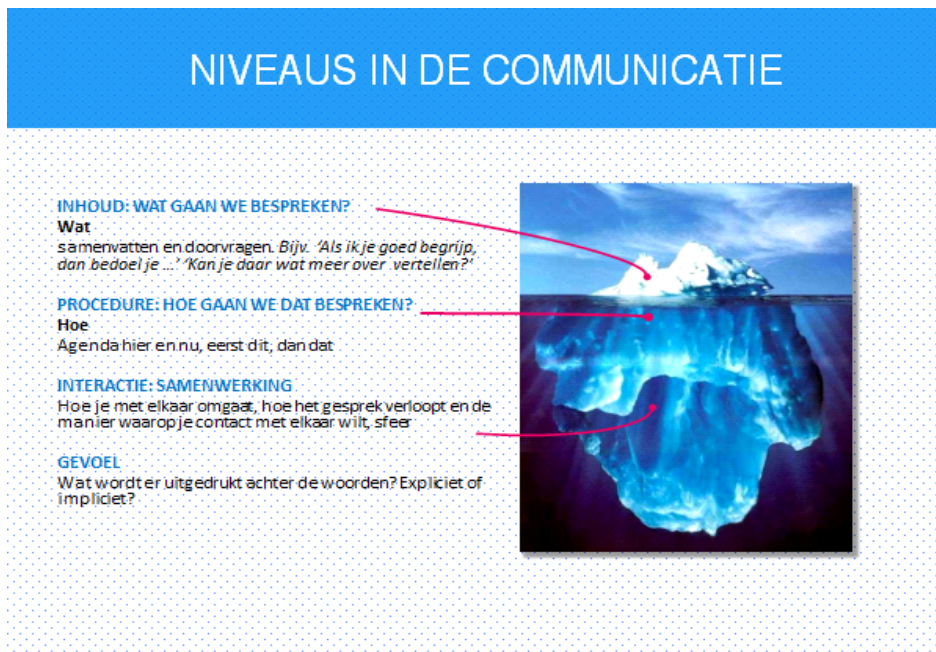 NIVEAUS IN DE COMMUNICATIE
INHOUD: WAT GAAN WE BESPREKEN?
Wat
samenvatten en doorvragen. Bijv. ‘Als ik je goed begrijp,
dan bedoel je ...’ ‘Kan je daar wat meer over vertellen?’
PROCEDURE: HOE GAAN WE DAT BESPREKEN?
Hoe
Agenda hier en nu, eerst dit, dan dat
INTERACTIE: SAMENWERKING
Hoe je met elkaar omgaat, hoe het gesprek verloopt en de
manier waarop je contact met elkaar wilt, sfeer
GEVOEL
Wat wordt er uitgedrukt achter de woorden? Expliciet of
impliciet?